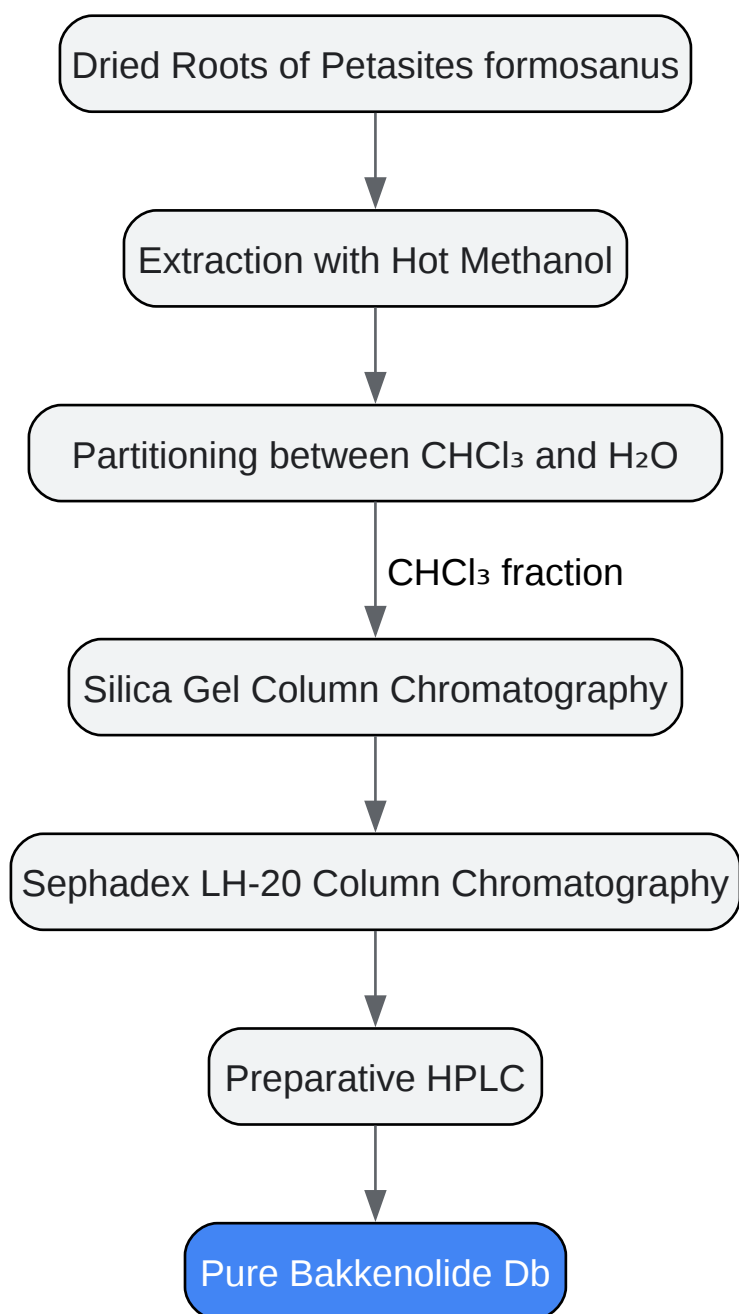 Dried Roots of Petasites formosanus
Extraction with Hot Methanol
Partitioning between CHCl₃ and H₂O
CHCl₃ fraction
Silica Gel Column Chromatography
Sephadex LH-20 Column Chromatography
Preparative HPLC
Pure Bakkenolide Db